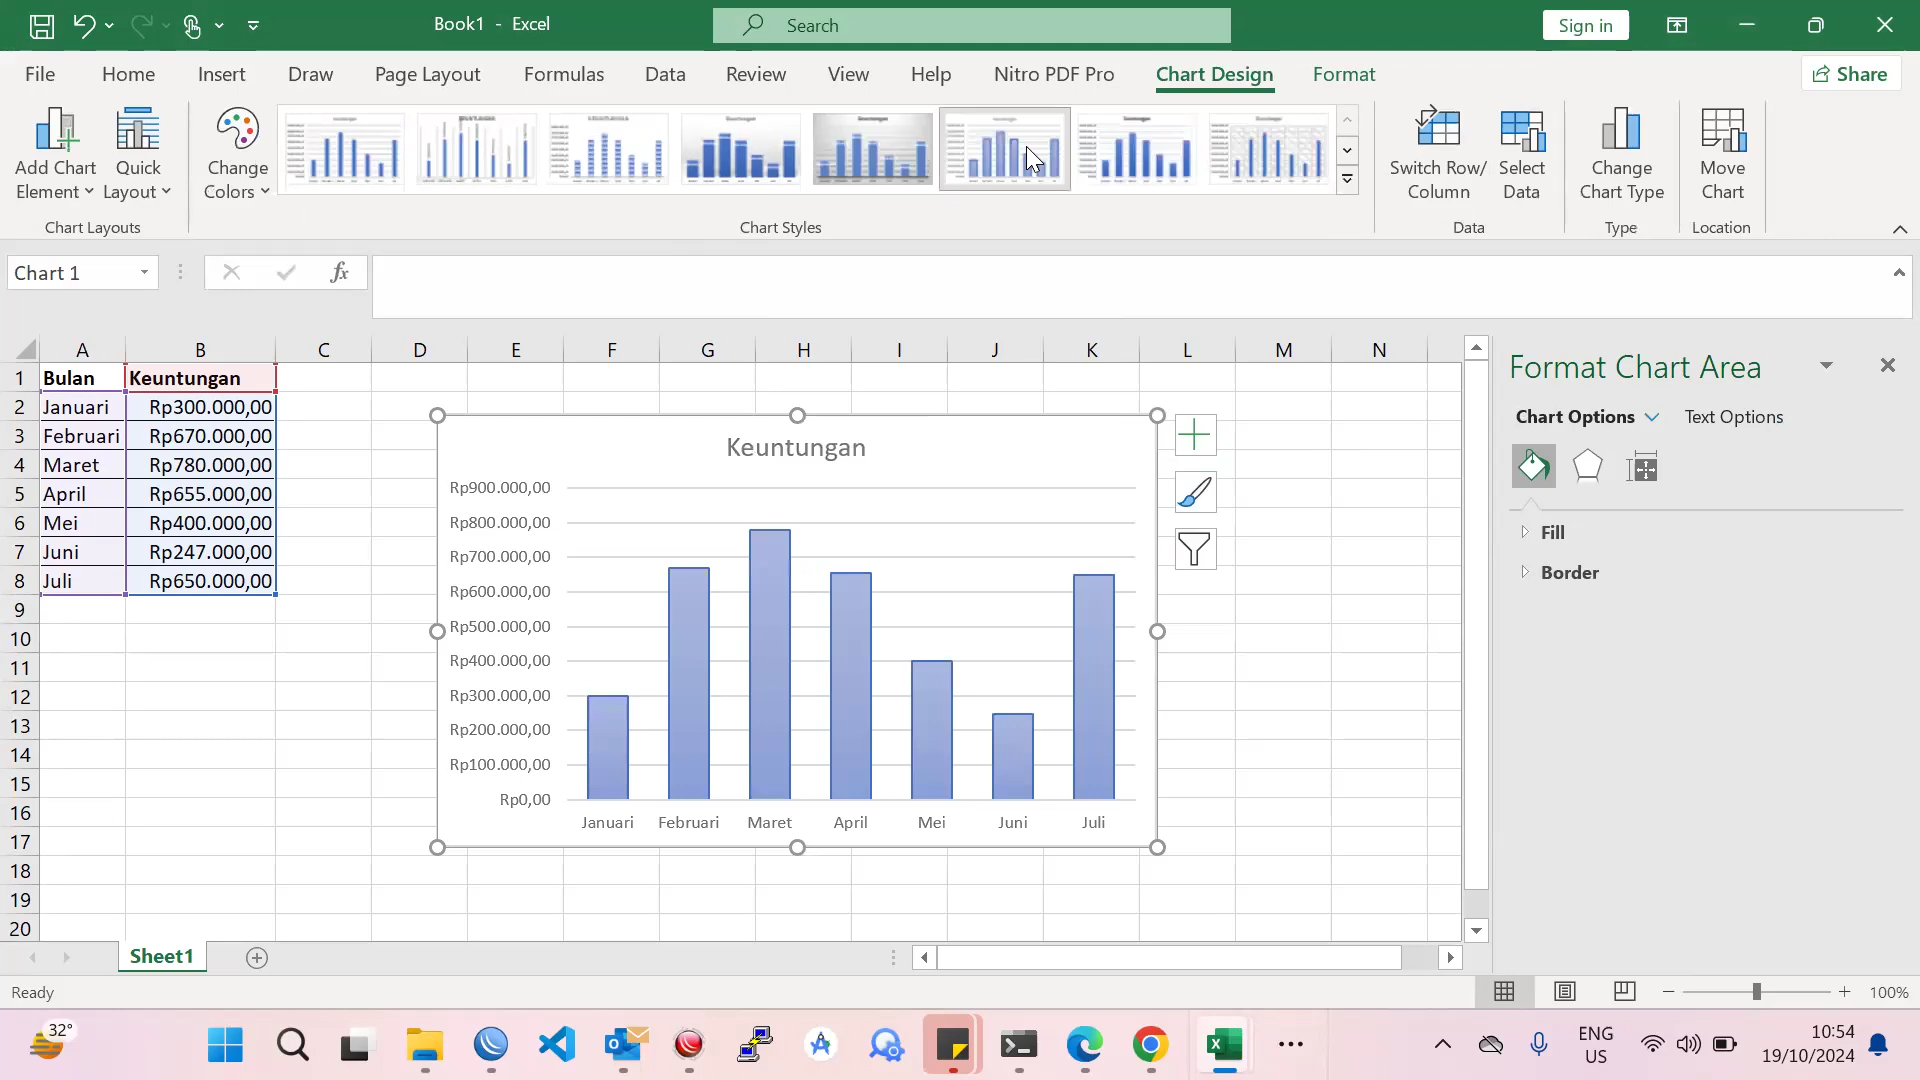 Book1 - Excel
Search
Sign in
File Home Insert Draw Page Layout Formulas Data Review View Help Nitro PDF Pro Chart Design Format
Share
Add Chart Element
Quick Layout
Change Colors
Switch Row/ Column
Select Data
Change Chart Type
Move Chart
Chart Layouts
Chart Styles
Data
Type
Location
Chart 1
fx
A B C D E F G H I J K L M N
1 Bulan Keuntungan
2 Januari Rp300.000,00
3 Februari Rp670.000,00
4 Maret Rp780.000,00
5 April Rp655.000,00
6 Mei Rp400.000,00
7 Juni Rp247.000,00
8 Juli Rp650.000,00
9
10
11
12
13
14
15
16
17
18
19
20
Keuntungan
Rp900.000,00
Rp800.000,00
Rp700.000,00
Rp600.000,00
Rp500.000,00
Rp400.000,00
Rp300.000,00
Rp200.000,00
Rp100.000,00
Rp0,00
Januari Februari Maret April Mei Juni Juli
Format Chart Area
Chart Options Text Options
Fill
Border
Sheet1
Ready
100%
32°
ENG
US
10:54
19/10/2024